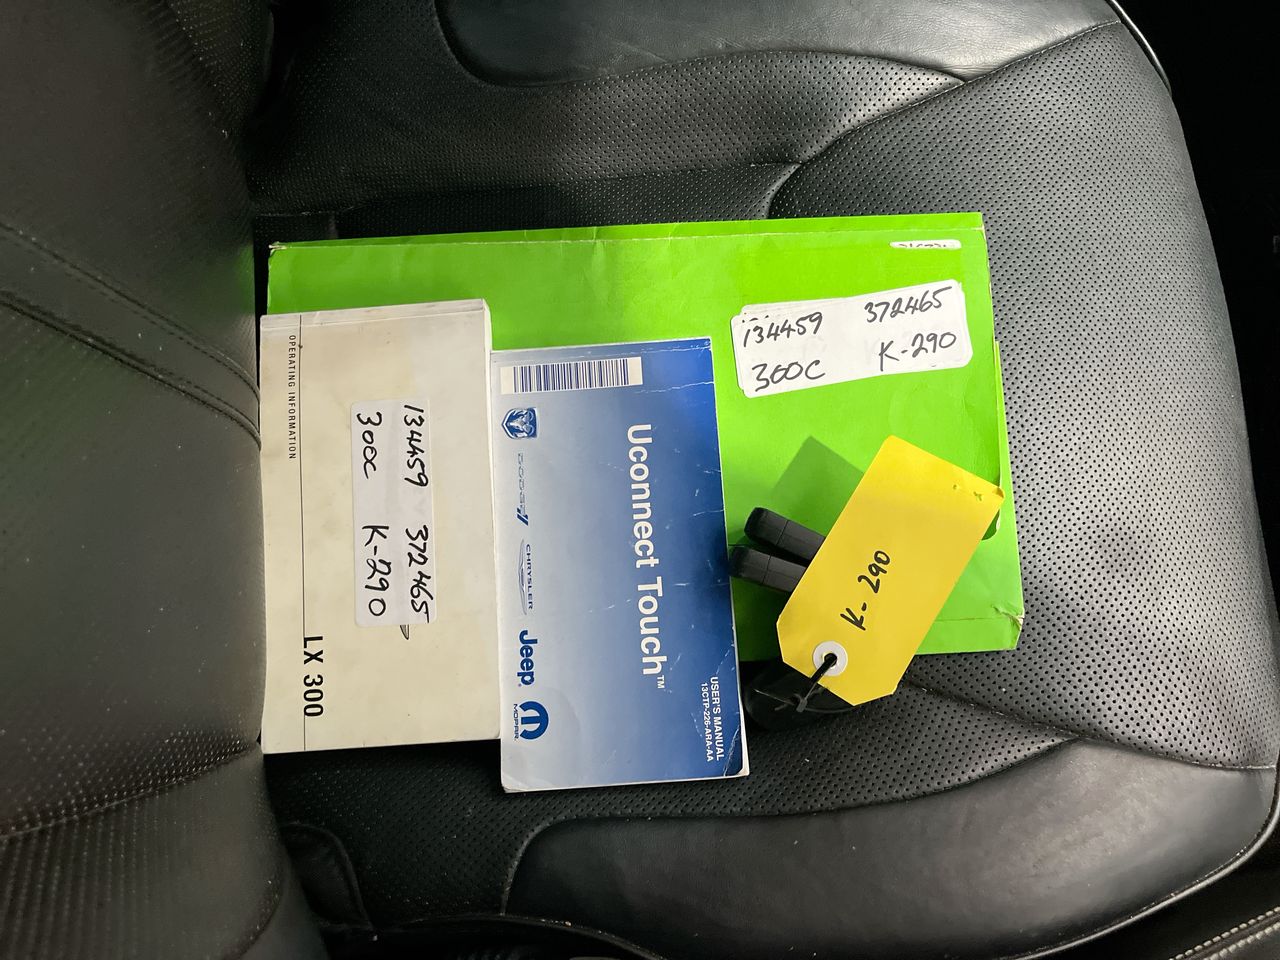 134459 372465
300C K-290
OPERATING INFORMATION
134459 372465
300C K-290
LX 300
Uconnect Touch™
DODGE
CHRYSLER
Jeep
MOPAR
USER'S MANUAL
13CTP-226-ARA-AA
K-290